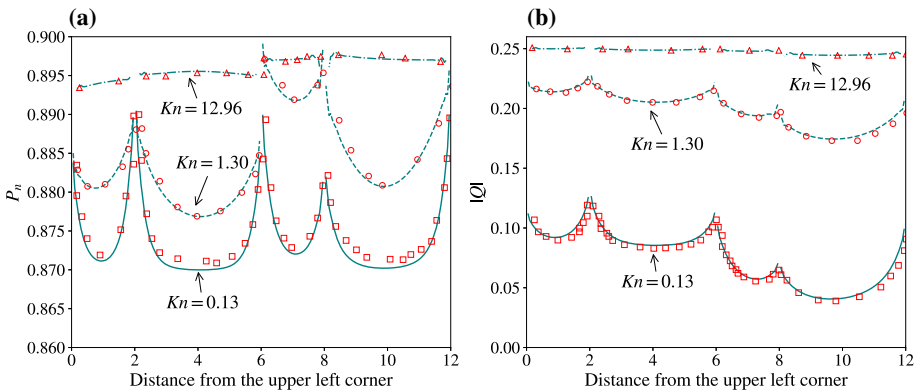 (a)
0.900
0.895
0.890
0.885
0.880
0.875
0.870
0.865
0.860
P_n
Kn = 12.96
Kn = 1.30
Kn = 0.13
0 2 4 6 8 10 12
Distance from the upper left corner
(b)
0.25
0.20
0.15
0.10
0.05
0.00
|Q|
Kn = 12.96
Kn = 1.30
Kn = 0.13
0 2 4 6 8 10 12
Distance from the upper left corner